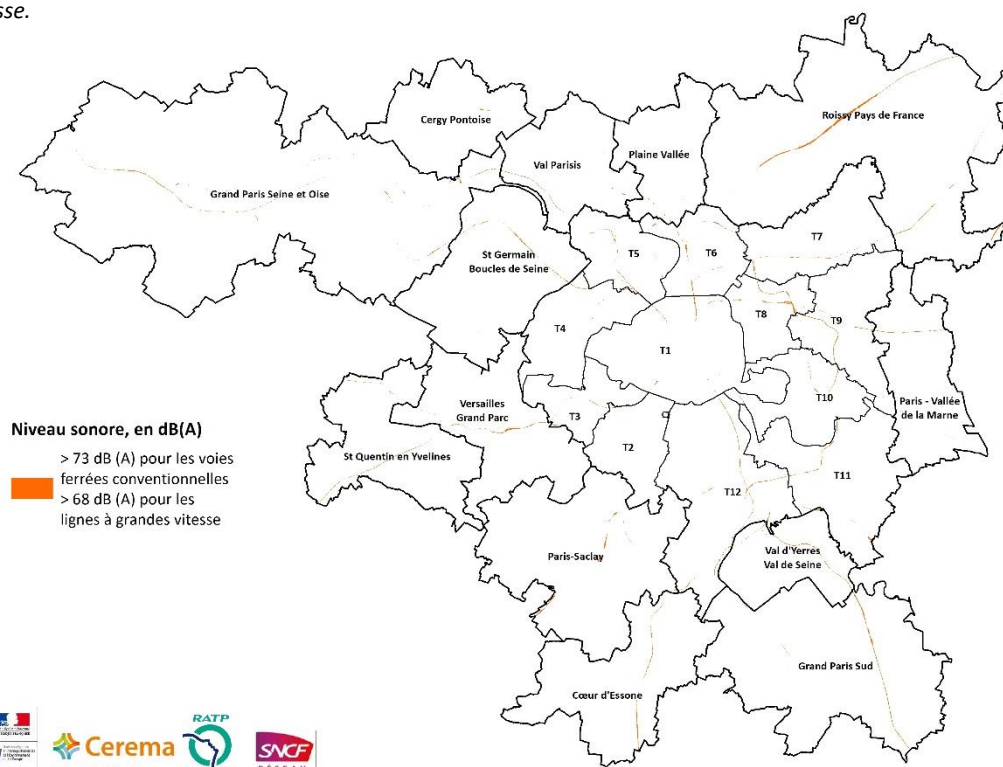 sse.
Cergy Pontoise
Roissy Pays de France
Val Parisis
Plaine Vallée
Grand Paris Seine et Oise
T7
St Germain
Boucles de Seine
T5
T6
T4
T8
T9
T1
Versailles
Grand Parc
T3
T10
Paris - Vallée
de la Marne
Niveau sonore, en dB(A)
> 73 dB (A) pour les voies
ferrées conventionnelles
> 68 dB (A) pour les
lignes à grandes vitesse
St Quentin en Yvelines
T2
T11
T12
Paris-Saclay
Val d'Yerres
Val de Seine
Grand Paris Sud
Cœur d'Essone
RATP
Cerema
SNCF